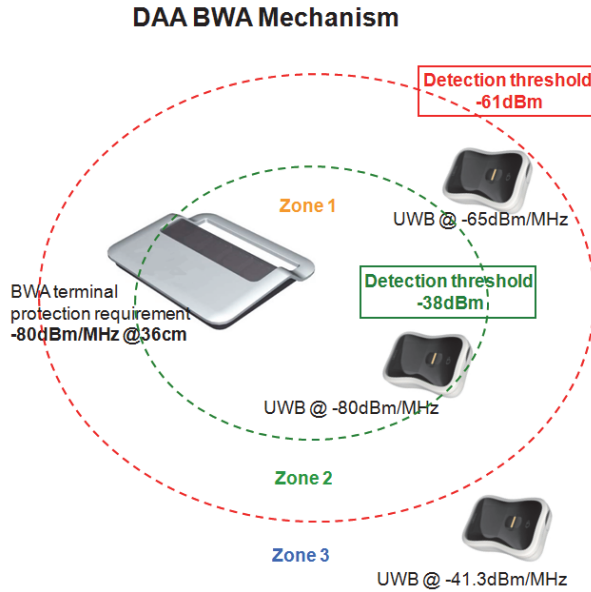 DAA BWA Mechanism
Detection threshold
-61dBm
Zone 1
UWB @ -65dBm/MHz
Detection threshold
-38dBm
BWA terminal
protection requirement
-80dBm/MHz @36cm
UWB @ -80dBm/MHz
Zone 2
Zone 3
UWB @ -41.3dBm/MHz